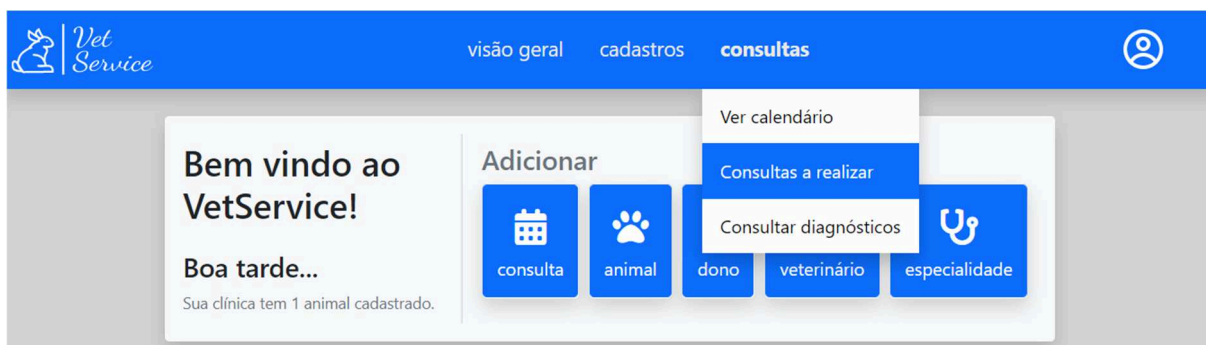 Vet
Service
visão geral
cadastros
consultas
Ver calendário
Consultas a realizar
Consultar diagnósticos
Bem vindo ao
VetService!
Boa tarde...
Sua clínica tem 1 animal cadastrado.
Adicionar
consulta
animal
dono
veterinário
especialidade